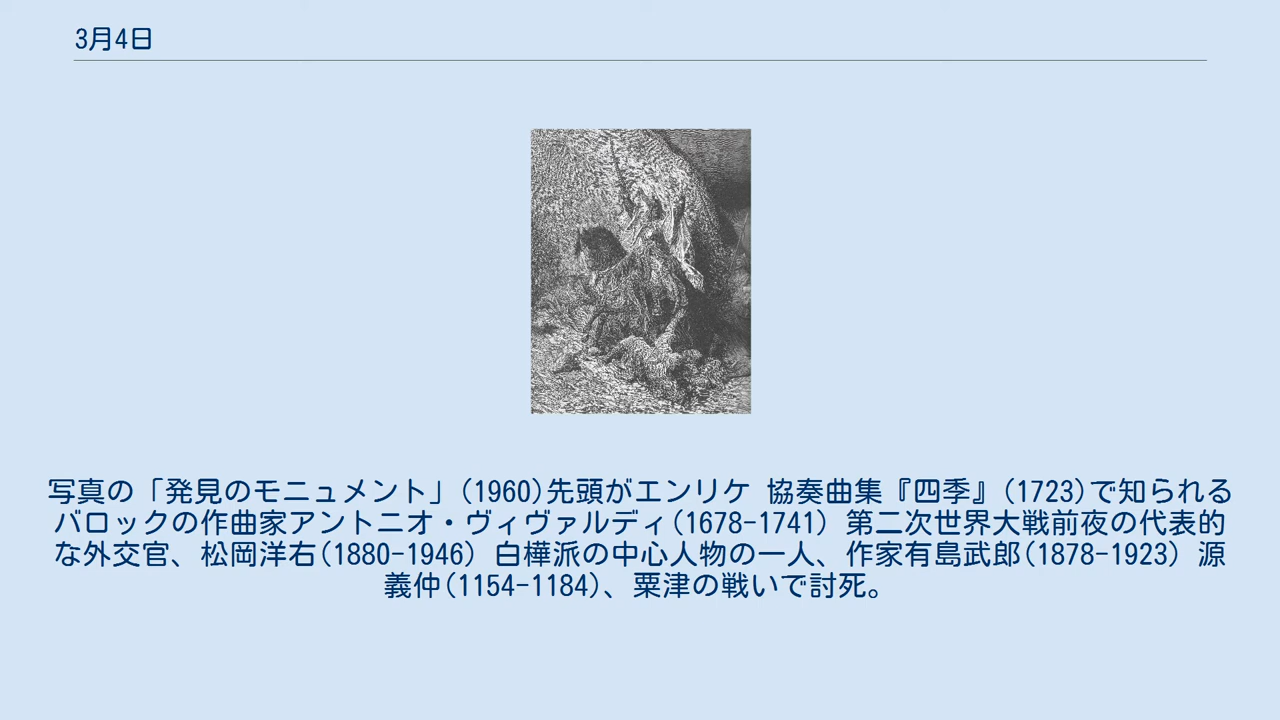 3月4日
写真の「発見のモニュメント」(1960)先頭がエンリケ 協奏曲集『四季』(1723)で知られる
バロックの作曲家アントニオ・ヴィヴァルディ(1678-1741) 第二次世界大戦前夜の代表的
な外交官、松岡洋右(1880-1946) 白樺派の中心人物の一人、作家有島武郎(1878-1923) 源
義仲(1154-1184)、粟津の戦いで討死。